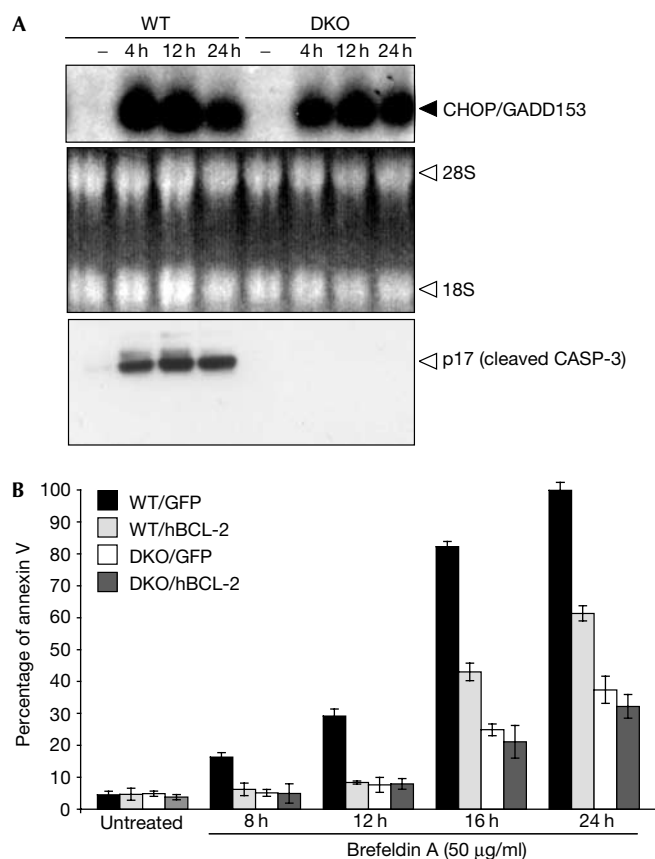 A
WT DKO
– 4 h 12 h 24 h – 4 h 12 h 24 h
CHOP/GADD153
28S
18S
p17 (cleaved CASP-3)
B
Percentage of annexin V
100
90
80
70
60
50
40
30
20
10
0
WT/GFP
WT/hBCL-2
DKO/GFP
DKO/hBCL-2
Untreated 8 h 12 h 16 h 24 h
Brefeldin A (50 µg/ml)